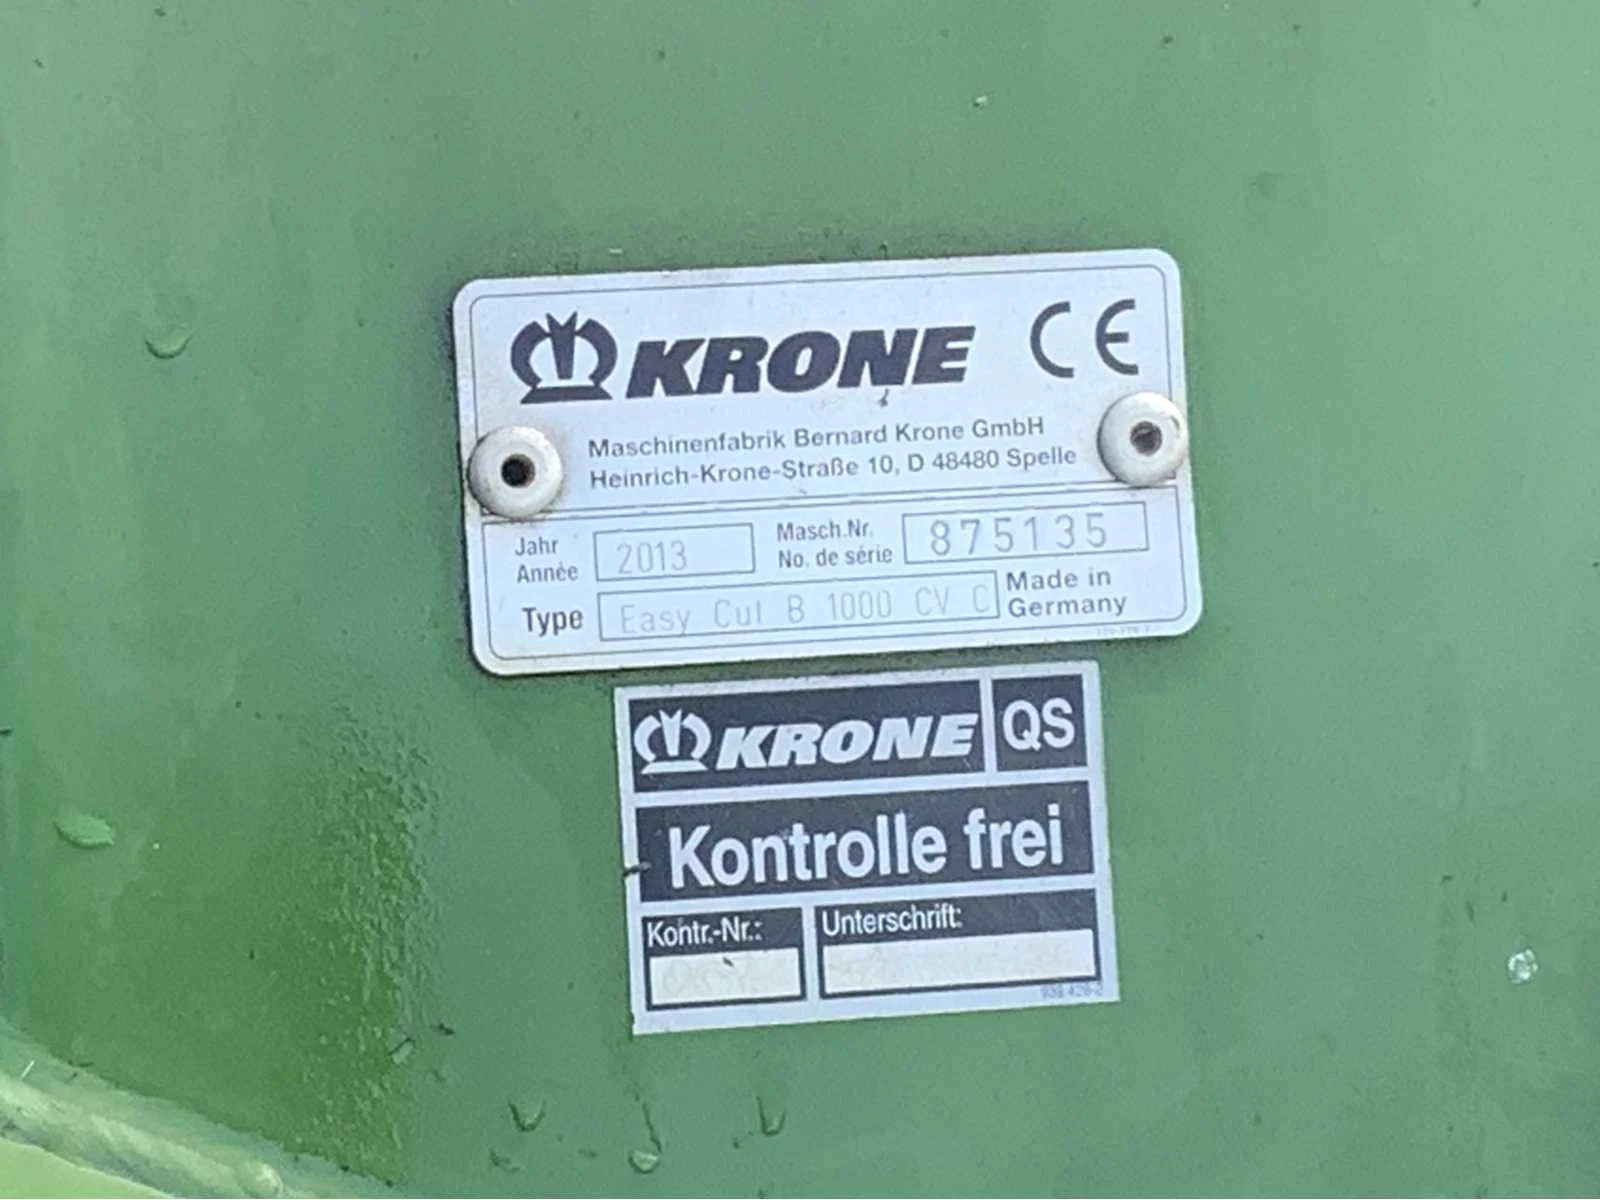 KRONE CE
Maschinenfabrik Bernard Krone GmbH
Heinrich-Krone-Straße 10, D 48480 Spelle
Jahr
Année
2013
Masch.Nr.
No. de série
875135
Type
Easy Cut B 1000 CV C
Made in
Germany
KRONE QS
Kontrolle frei
Kontr.-Nr.:
Unterschrift: